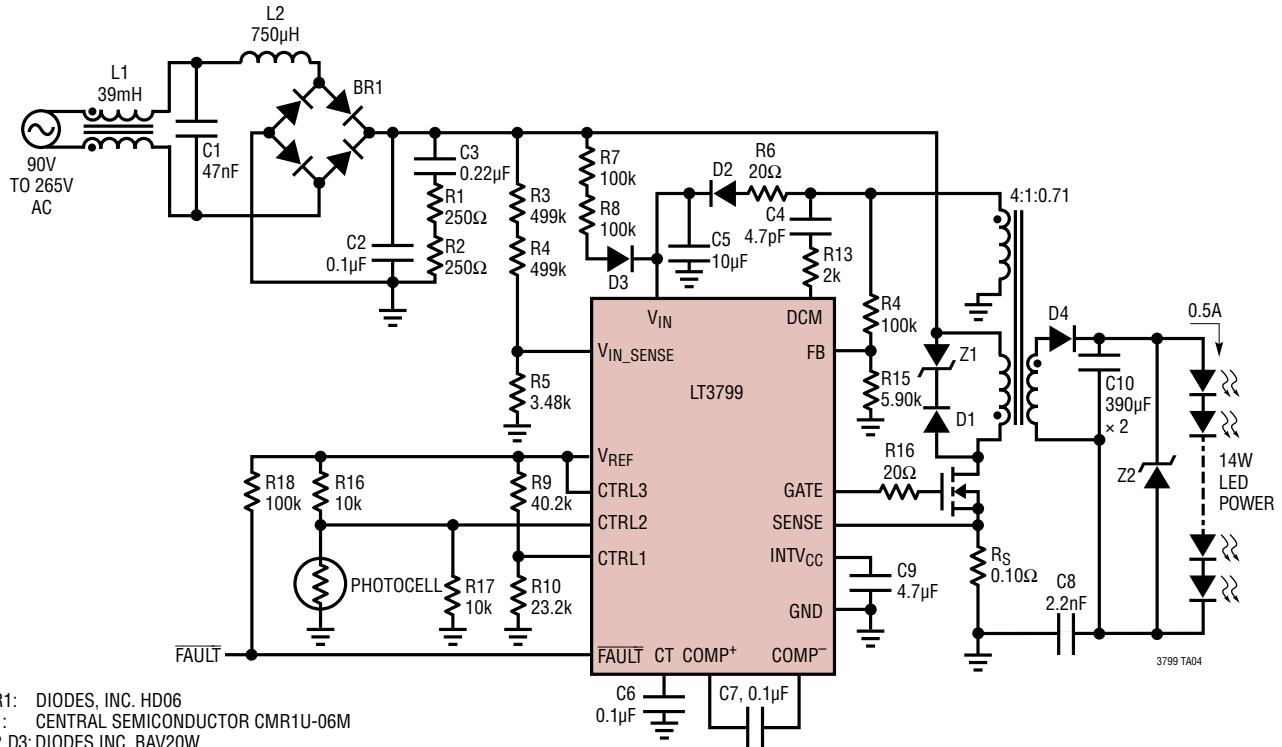 L2
750µH
L1
39mH
BR1
90V
TO 265V
AC
C1
47nF
C3
0.22µF
R1
250Ω
R2
250Ω
C2
0.1µF
R3
499k
R4
499k
R7
100k
R8
100k
D3
D2
R6
20Ω
C5
10µF
C4
4.7pF
R13
2k
4:1:0.71
R4
100k
R15
5.90k
Z1
D1
D4
0.5A
C10
390µF
× 2
Z2
14W
LED
POWER
R5
3.48k
VIN
DCM
VIN_SENSE
FB
LT3799
VREF
CTRL3
CTRL2
CTRL1
GATE
SENSE
INTVCC
GND
FAULT CT COMP+ COMP–
R16
20Ω
RS
0.10Ω
C8
2.2nF
C9
4.7µF
R18
100k
R16
10k
R9
40.2k
PHOTOCELL
R17
10k
R10
23.2k
FAULT
C6
0.1µF
C7, 0.1µF
3799 TA04
R1: DIODES, INC. HD06
: CENTRAL SEMICONDUCTOR CMR1U-06M
D3: DIODES INC. BAV20W